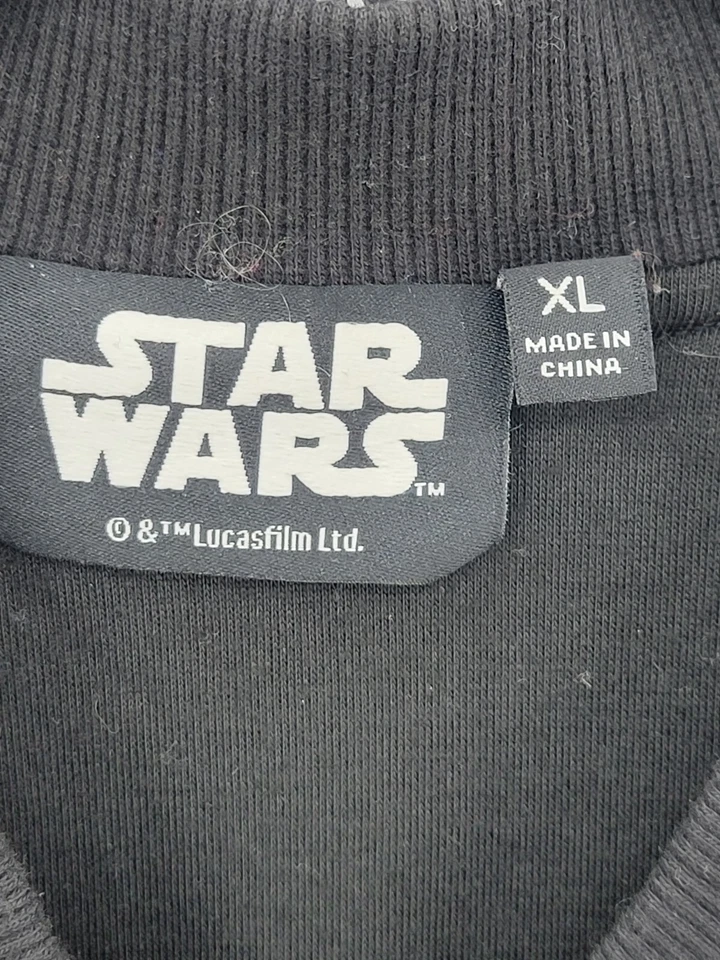 STAR
WARS™
© &™Lucasfilm Ltd.
XL
MADE IN
CHINA